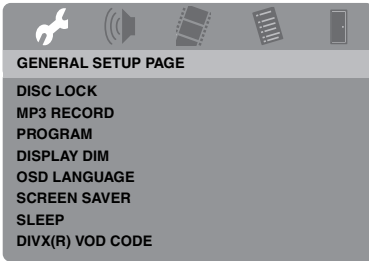 GENERAL SETUP PAGE
DISC LOCK
MP3 RECORD
PROGRAM
DISPLAY DIM
OSD LANGUAGE
SCREEN SAVER
SLEEP
DIVX(R) VOD CODE